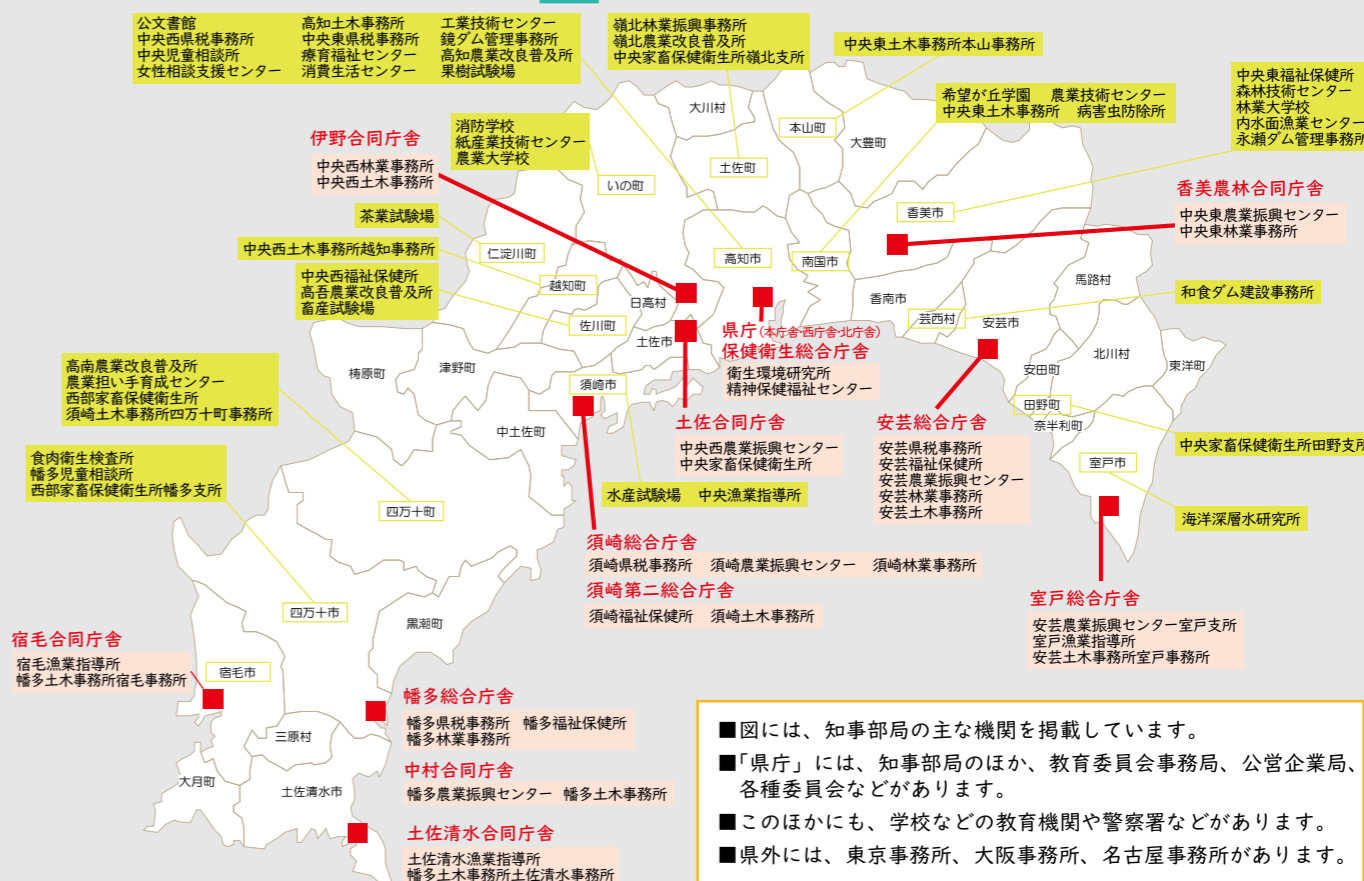 公文書館　高知土木事務所　工業技術センター
中央西県税事務所　中央東県税事務所　鏡ダム管理事務所
中央児童相談所　療育福祉センター　高知農業改良普及所
女性相談支援センター　消費生活センター　果樹試験場
嶺北林業振興事務所
嶺北農業改良普及所
中央家畜保健衛生所嶺北支所
中央東土木事務所本山事務所
希望が丘学園　農業技術センター
中央東土木事務所　病害虫防除所
中央東福祉保健所
森林技術センター
林業大学校
内水面漁業センター
永瀬ダム管理事務所
伊野合同庁舎
中央西林業事務所
中央西土木事務所
消防学校
紙産業技術センター
農業大学校
香美農林合同庁舎
中央東農業振興センター
中央東林業事務所
茶業試験場
中央西土木事務所越知事務所
中央西福祉保健所
高吾農業改良普及所
畜産試験場
和食ダム建設事務所
大川村
本山町
大豊町
土佐町
いの町
香美市
仁淀川町
高知市
南国市
越知町
日高村
香南市
馬路村
芸西村
安芸市
佐川町
土佐市
北川村
東洋町
安田町
田野町
奈半利町
室戸市
梼原町
津野町
須崎市
中土佐町
四万十町
四万十市
黒潮町
宿毛市
三原村
大月町
土佐清水市
県庁(本庁舎・西庁舎・北庁舎)
保健衛生総合庁舎
衛生環境研究所
精神保健福祉センター
高南農業改良普及所
農業担い手育成センター
西部家畜保健衛生所
須崎土木事務所四万十町事務所
食肉衛生検査所
幡多児童相談所
西部家畜保健衛生所幡多支所
土佐合同庁舎
中央西農業振興センター
中央家畜保健衛生所
安芸総合庁舎
安芸県税事務所
安芸福祉保健所
安芸農業振興センター
安芸林業事務所
安芸土木事務所
中央家畜保健衛生所田野支所
水産試験場　中央漁業指導所
海洋深層水研究所
須崎総合庁舎
須崎県税事務所　須崎農業振興センター　須崎林業事務所
須崎第二総合庁舎
須崎福祉保健所　須崎土木事務所
室戸総合庁舎
安芸農業振興センター室戸支所
室戸漁業指導所
安芸土木事務所室戸事務所
宿毛合同庁舎
宿毛漁業指導所
幡多土木事務所宿毛事務所
幡多総合庁舎
幡多県税事務所　幡多福祉保健所
幡多林業事務所
中村合同庁舎
幡多農業振興センター　幡多土木事務所
土佐清水合同庁舎
土佐清水漁業指導所
幡多土木事務所土佐清水事務所
■図には、知事部局の主な機関を掲載しています。
■「県庁」には、知事部局のほか、教育委員会事務局、公営企業局、
各種委員会などがあります。
■このほかにも、学校などの教育機関や警察署などがあります。
■県外には、東京事務所、大阪事務所、名古屋事務所があります。